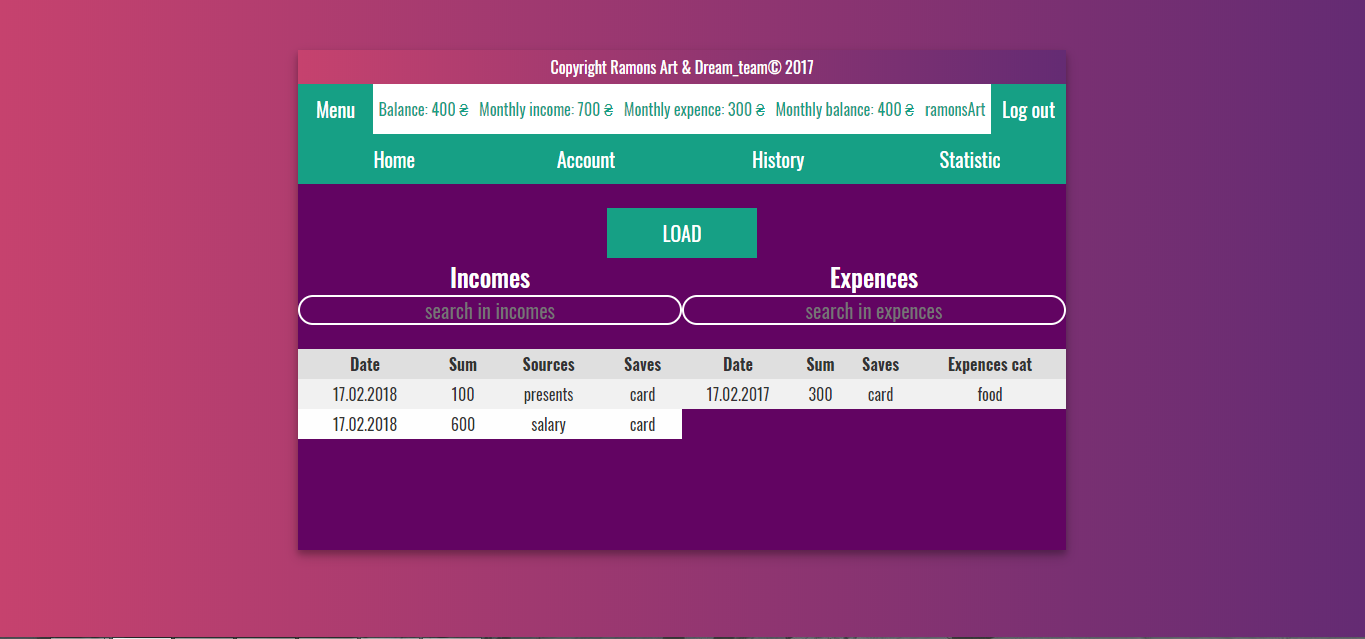 Copyright Ramons Art & Dream_team© 2017
Menu Balance: 400 ₴ Monthly income: 700 ₴ Monthly expence: 300 ₴ Monthly balance: 400 ₴ ramonsArt Log out
Home Account History Statistic
LOAD
Incomes Expences
search in incomes search in expences
Date Sum Sources Saves Date Sum Saves Expences cat
17.02.2018 100 presents card 17.02.2017 300 card food
17.02.2018 600 salary card